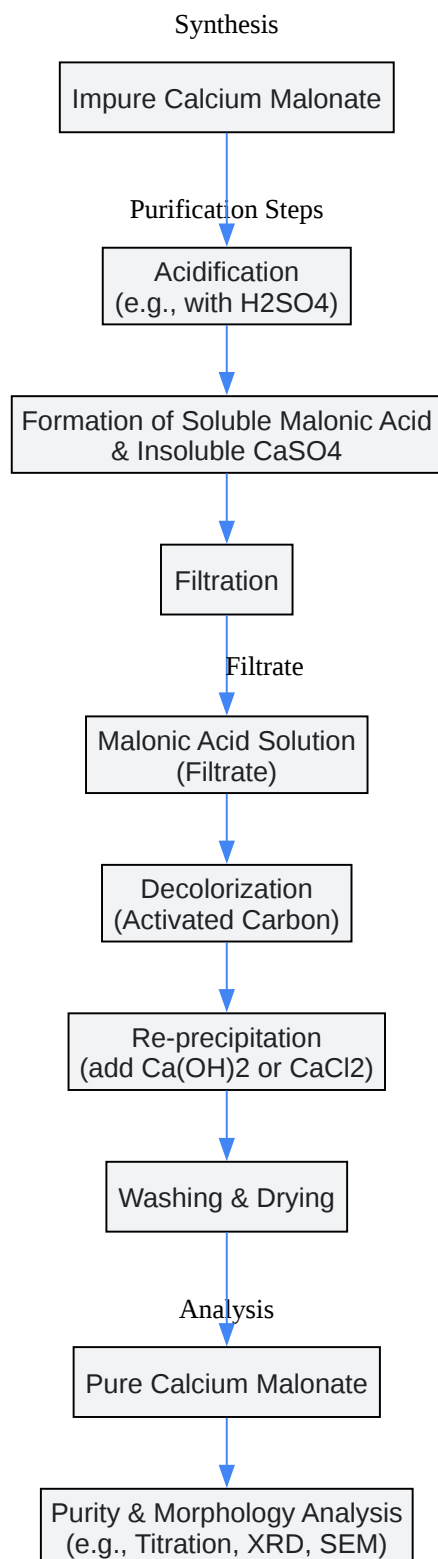 Synthesis
Impure Calcium Malonate
Purification Steps
Acidification
(e.g., with H2SO4)
Formation of Soluble Malonic Acid
& Insoluble CaSO4
Filtration
Filtrate
Malonic Acid Solution
(Filtrate)
Decolorization
(Activated Carbon)
Re-precipitation
(add Ca(OH)2 or CaCl2)
Washing & Drying
Analysis
Pure Calcium Malonate
Purity & Morphology Analysis
(e.g., Titration, XRD, SEM)